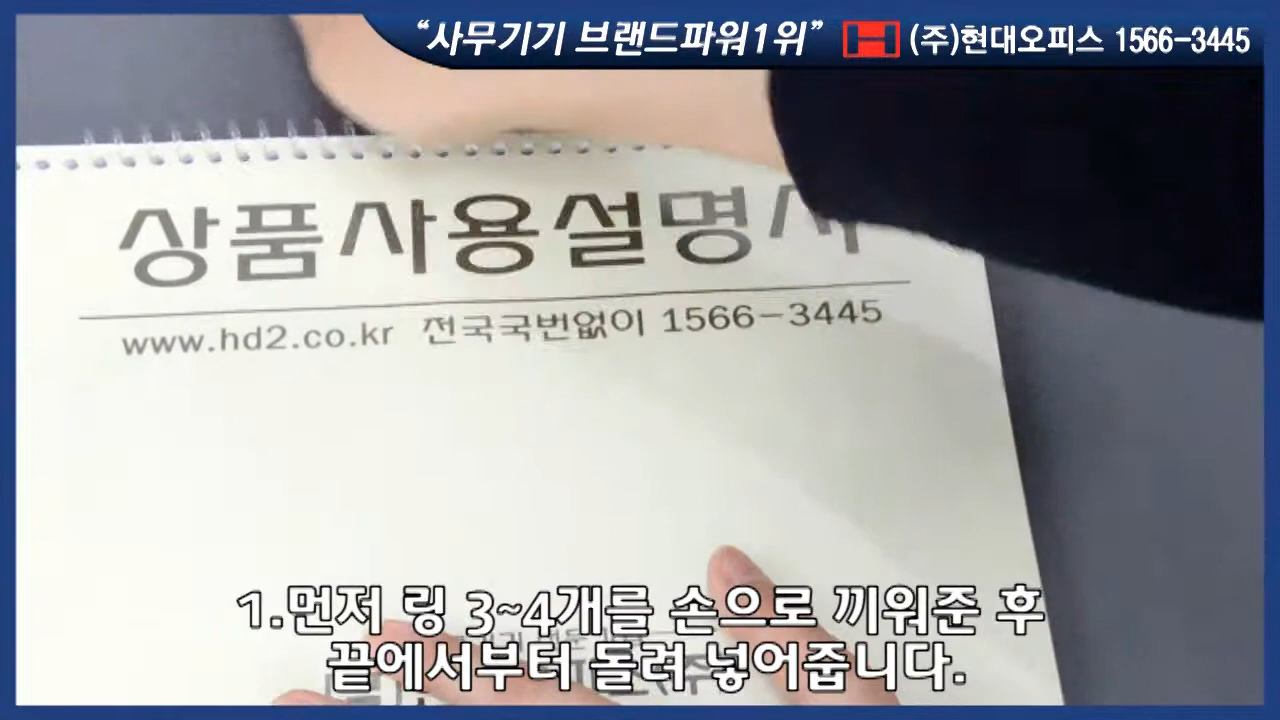 “사무기기 브랜드파워1위” (주)현대오피스 1566-3445
상품사용설명서
www.hd2.co.kr 전국국번없이 1566-3445
1.먼저 링 3~4개를 손으로 끼워준 후
끝에서부터 돌려 넣어줍니다.